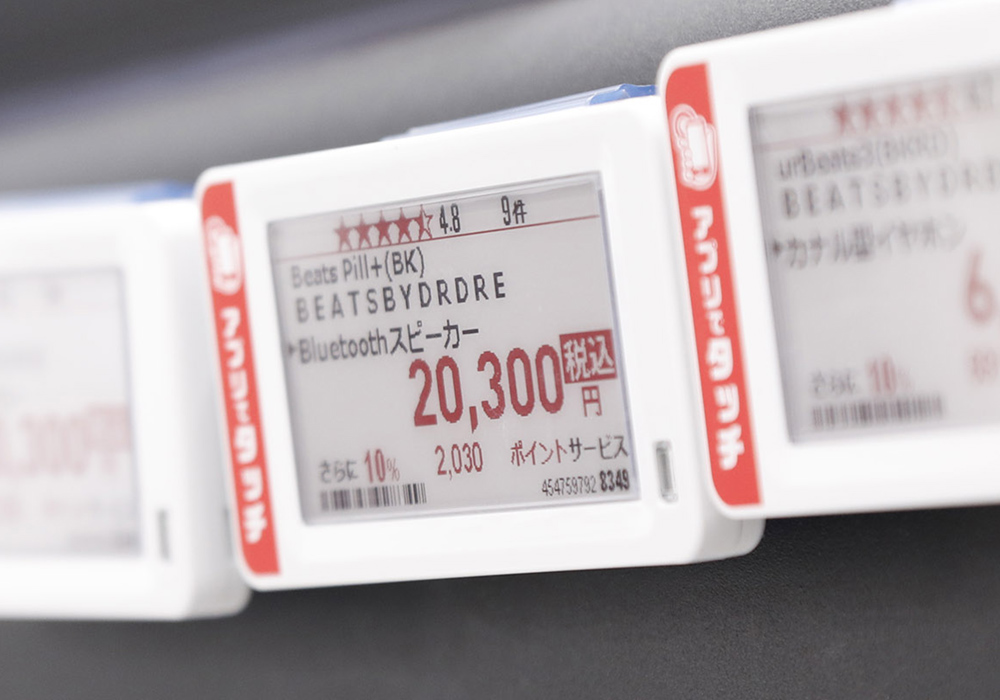 ★★★★⯪ 4.8 9件
Beats Pill+(BK)
BEATSBYDRDRE
▶Bluetoothスピーカー
20,300 税込
円
さらに 10% 2,030 ポイントサービス
454759792 8349
アプリでタッチ
★★★★
urBeats3(
BEATSBYDRE
▶カナル型イヤホン
6
さらに 10%
アプリでタッチ